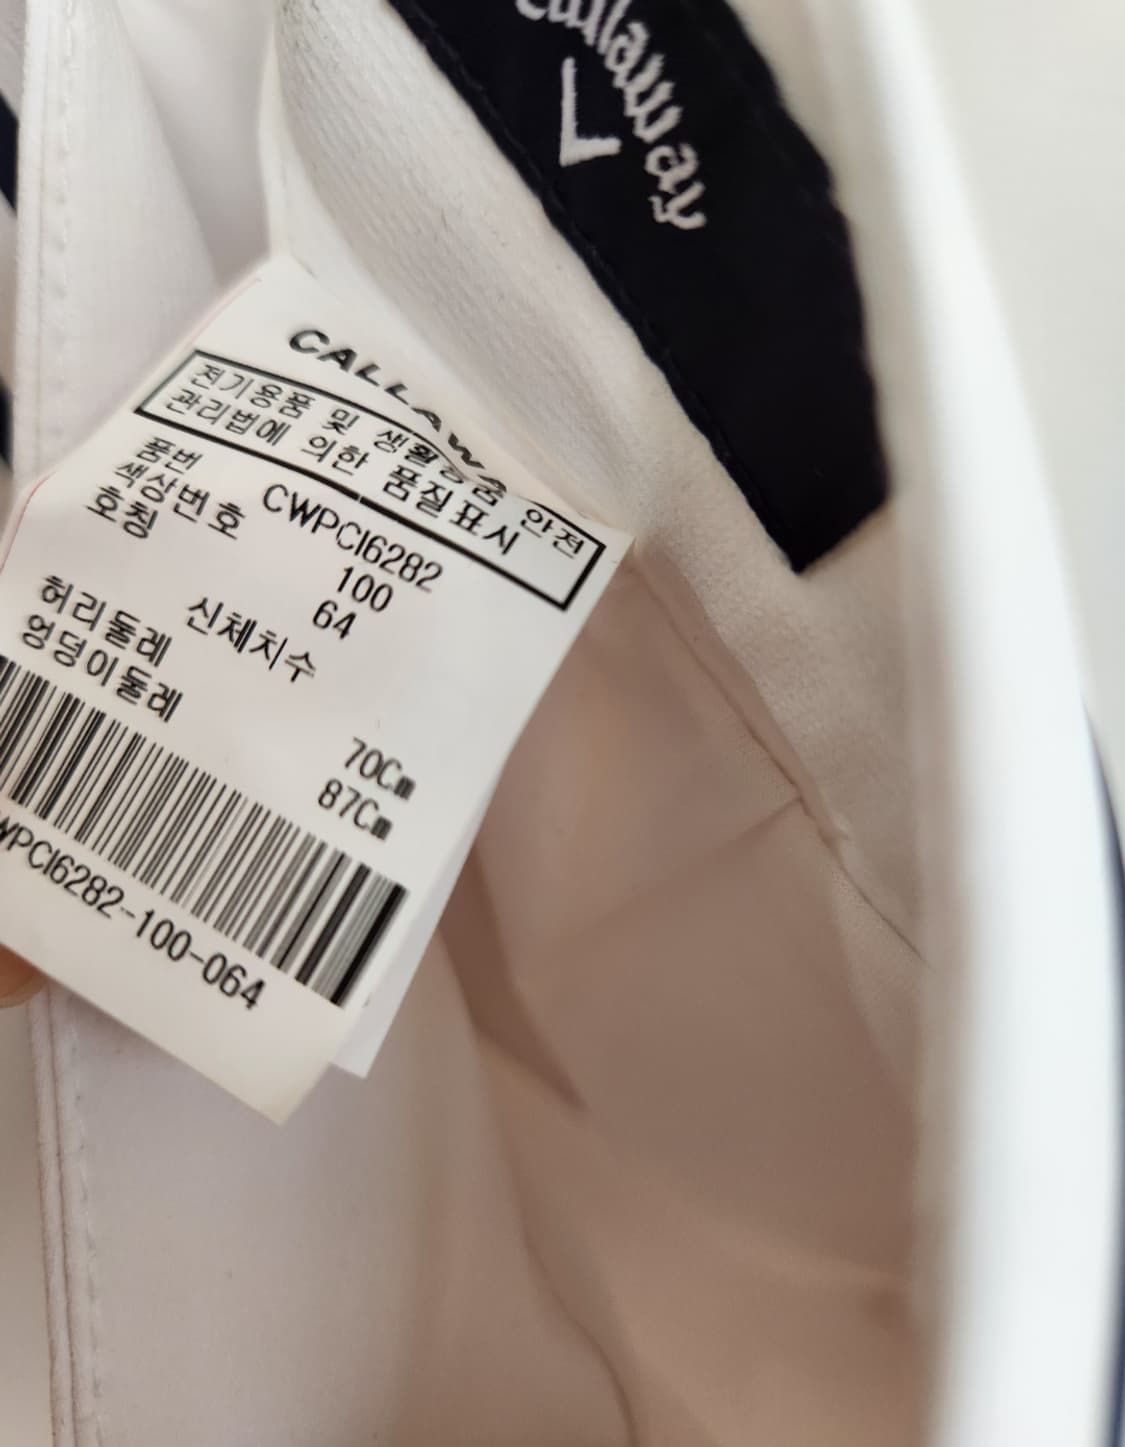 Callaway
L
CALLAWAY
전기용품 및 생활용품 안전
관리법에 의한 품질표시
품번 CWPCI6282
색상번호 100
호칭 64
신체치수
허리둘레 70Cm
엉덩이둘레 87Cm
WPCI6282-100-064